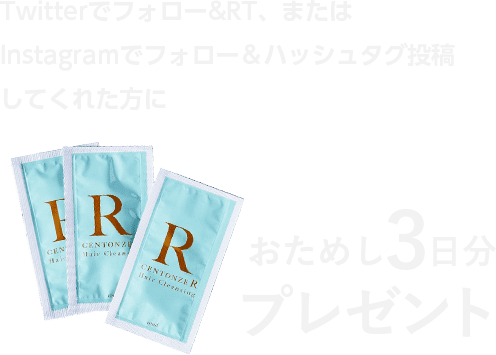 Twitterでフォロー&RT、または
Instagramでフォロー＆ハッシュタグ投稿
してくれた方に
R
CENTONZE
Hair Cleansing
R
CENTONZE R
Hair Cleansing
おためし3日分
プレゼント